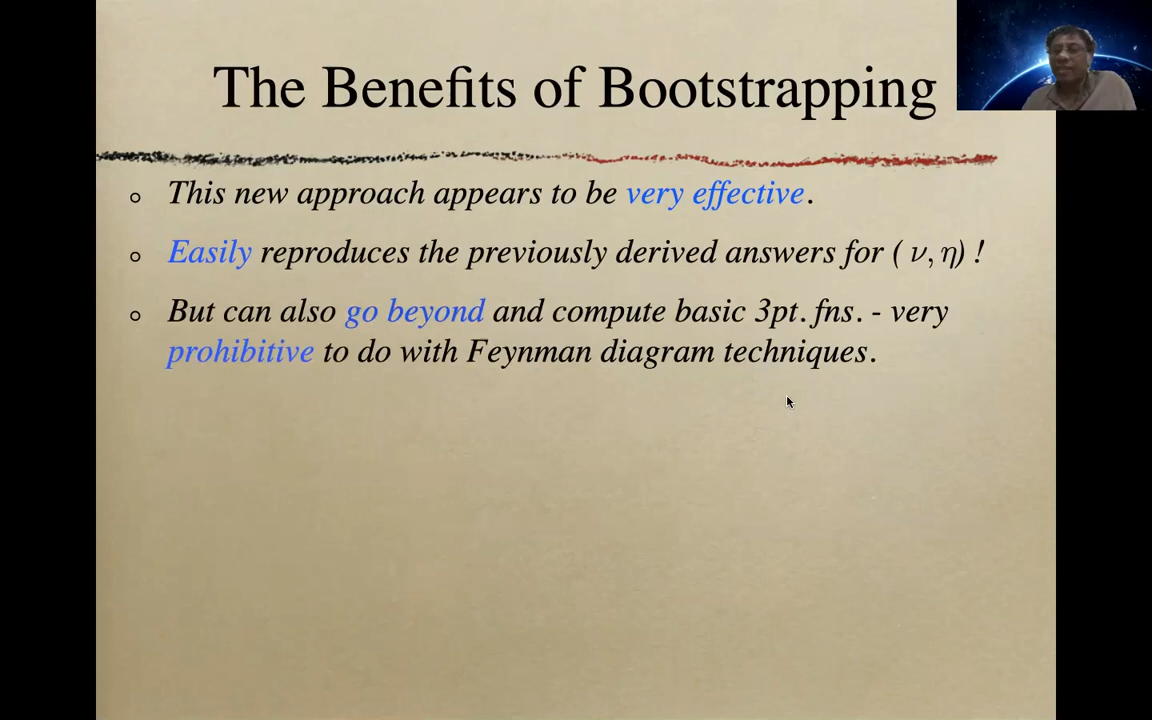 The Benefits of Bootstrapping
This new approach appears to be very effective.
Easily reproduces the previously derived answers for ( ν, η) !
But can also go beyond and compute basic 3pt. fns. - very
prohibitive to do with Feynman diagram techniques.